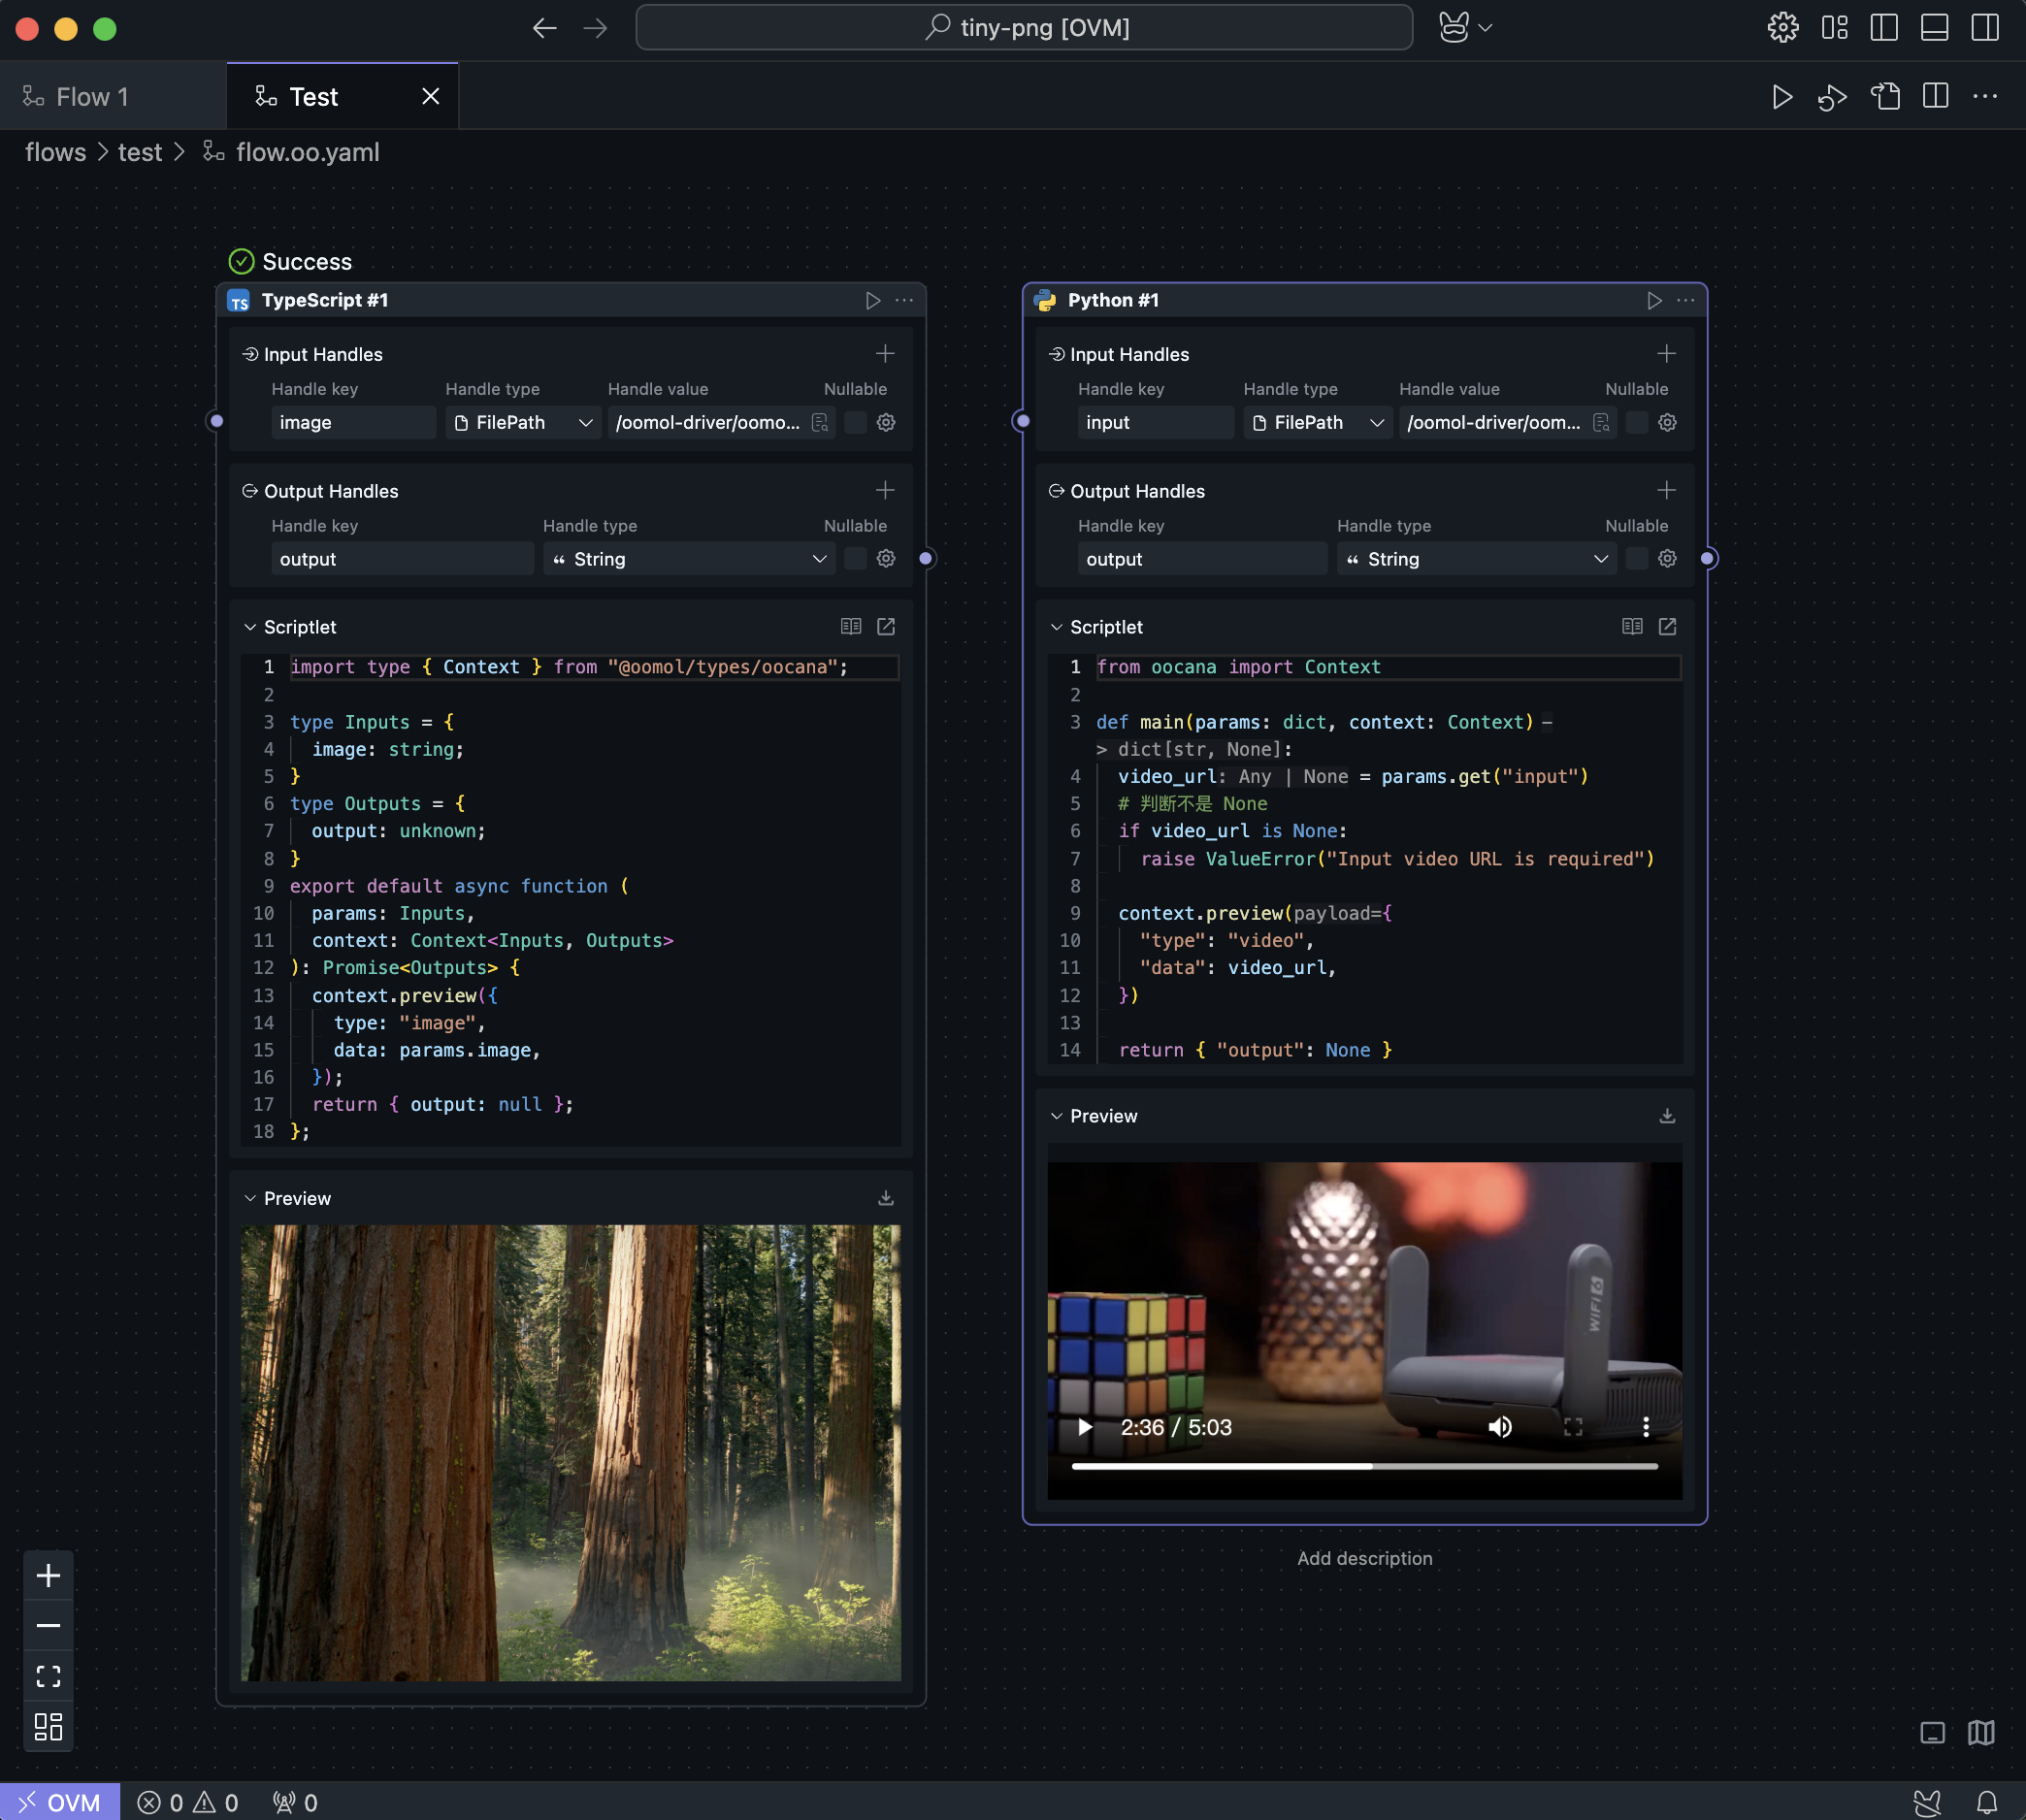 tiny-png [OVM]
Flow 1
Test
flows > test > flow.oo.yaml
Success
TS TypeScript #1
Input Handles
Handle key Handle type Handle value Nullable
image FilePath /oomol-driver/oomo...
Output Handles
Handle key Handle type Nullable
output String
Scriptlet
1 import type { Context } from "@oomol/types/oocana";
2
3 type Inputs = {
4 image: string;
5 }
6 type Outputs = {
7 output: unknown;
8 }
9 export default async function (
10 params: Inputs,
11 context: Context<Inputs, Outputs>
12 ): Promise<Outputs> {
13 context.preview({
14 type: "image",
15 data: params.image,
16 });
17 return { output: null };
18 };
Preview
Python #1
Input Handles
Handle key Handle type Handle value Nullable
input FilePath /oomol-driver/oom...
Output Handles
Handle key Handle type Nullable
output String
Scriptlet
1 from oocana import Context
2
3 def main(params: dict, context: Context) -
> dict[str, None]:
4 video_url: Any | None = params.get("input")
5 # 判断不是 None
6 if video_url is None:
7 raise ValueError("Input video URL is required")
8
9 context.preview(payload={
10 "type": "video",
11 "data": video_url,
12 })
13
14 return { "output": None }
Preview
WiFi 6
2:36 / 5:03
Add description
OVM 0 0 0